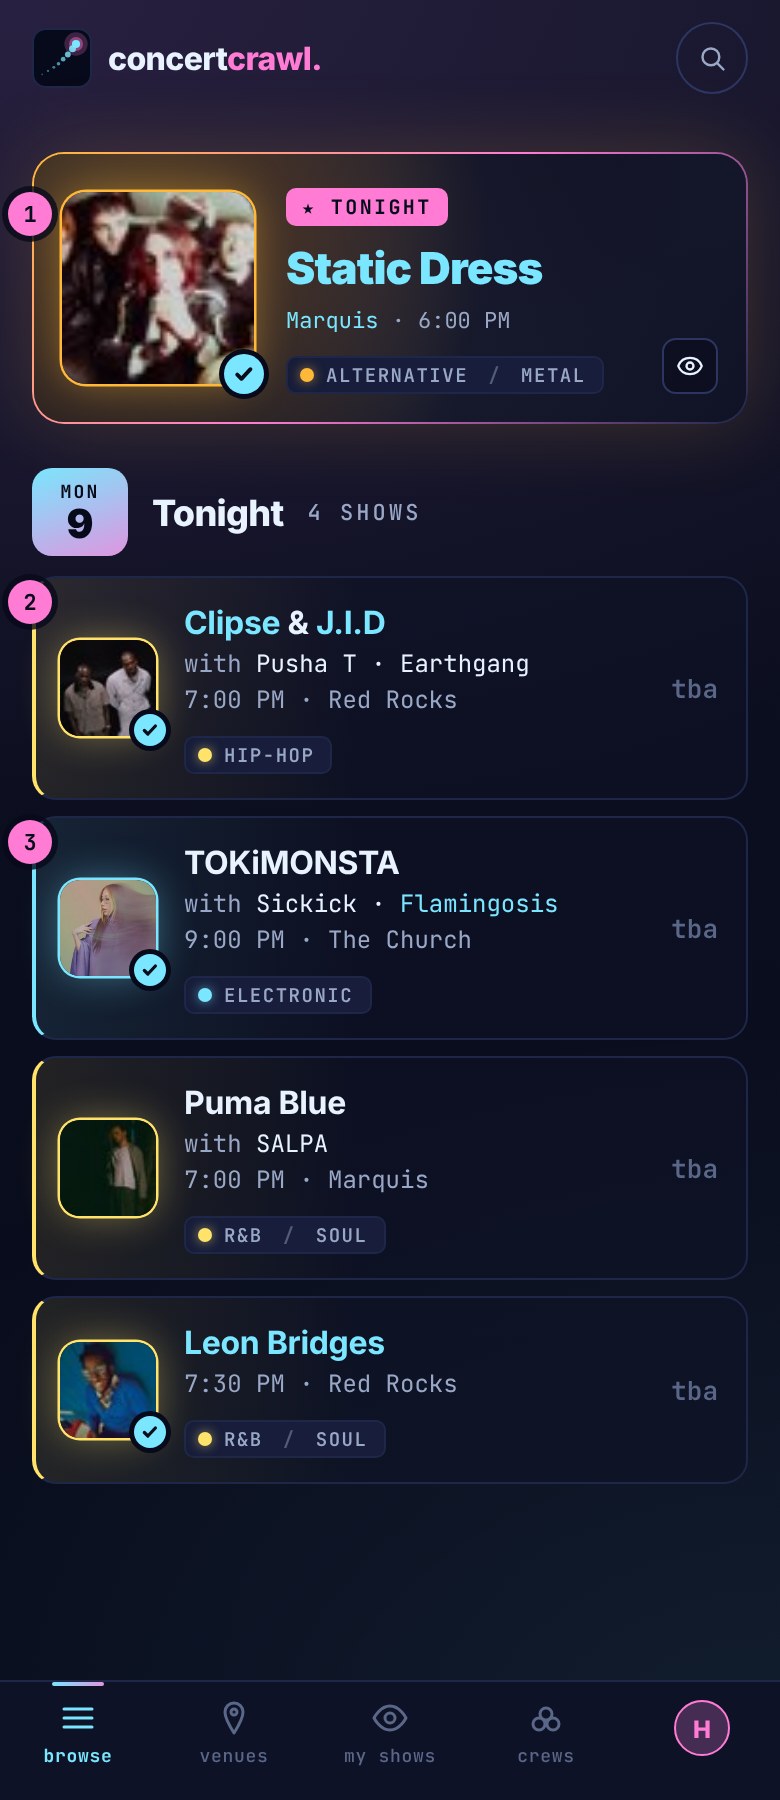 concertcrawl.
1
★ TONIGHT
Static Dress
Marquis · 6:00 PM
ALTERNATIVE / METAL
MON
9
Tonight 4 SHOWS
2
Clipse & J.I.D
with Pusha T · Earthgang
7:00 PM · Red Rocks
tba
HIP-HOP
3
TOKiMONSTA
with Sickick · Flamingosis
9:00 PM · The Church
tba
ELECTRONIC
Puma Blue
with SALPA
7:00 PM · Marquis
tba
R&B / SOUL
Leon Bridges
7:30 PM · Red Rocks
tba
R&B / SOUL
browse venues my shows crews H